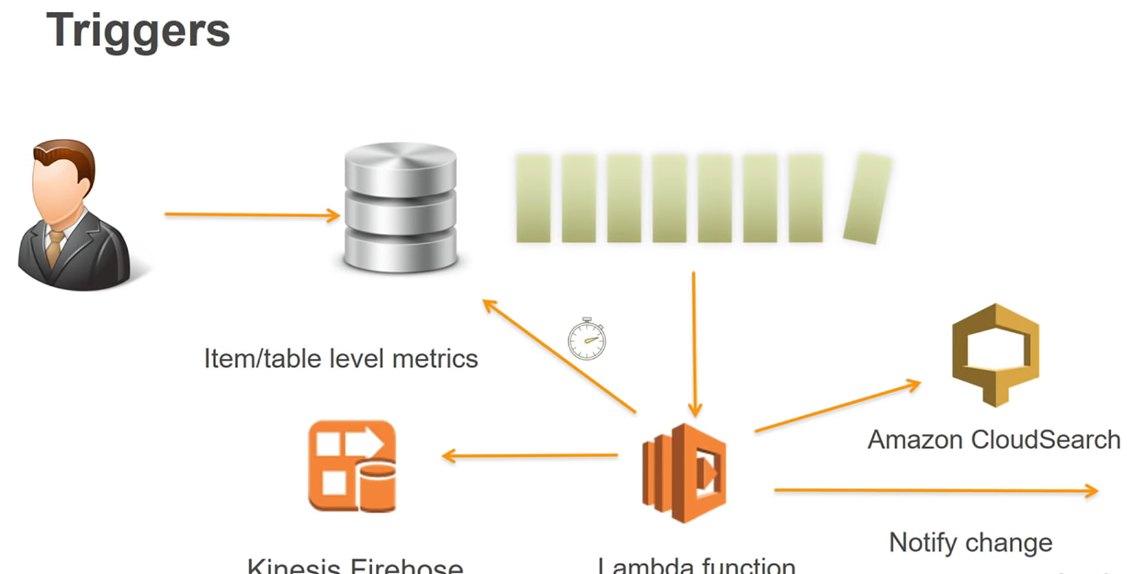 Triggers
Item/table level metrics
Amazon CloudSearch
Notify change
Kinesis Firehose
Lambda function